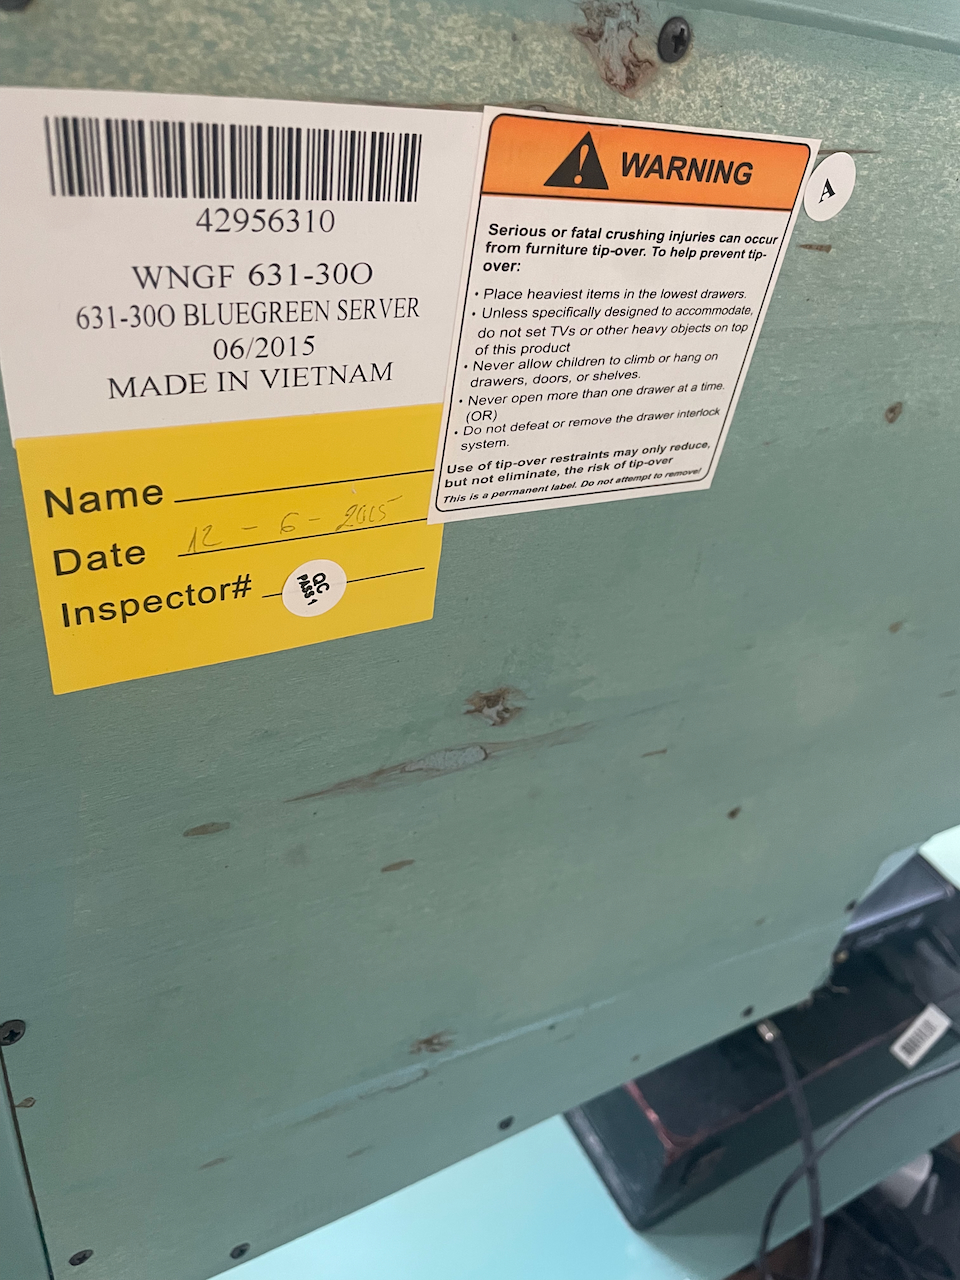 42956310
WNGF 631-30O
631-30O BLUEGREEN SERVER
06/2015
MADE IN VIETNAM
Name
Date 12 - 6 - 2015
Inspector#
QC
PASS 1
WARNING
Serious or fatal crushing injuries can occur
from furniture tip-over. To help prevent tip-
over:
• Place heaviest items in the lowest drawers.
• Unless specifically designed to accommodate,
do not set TVs or other heavy objects on top
of this product
• Never allow children to climb or hang on
drawers, doors, or shelves.
• Never open more than one drawer at a time.
(OR)
• Do not defeat or remove the drawer interlock
system.
Use of tip-over restraints may only reduce,
but not eliminate, the risk of tip-over
This is a permanent label. Do not attempt to remove!
A